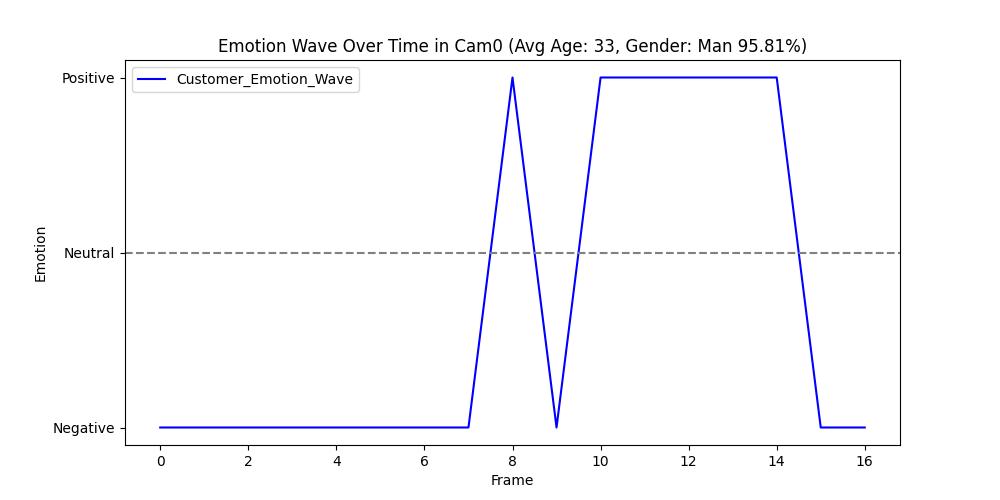 Emotion Wave Over Time in Cam0 (Avg Age: 33, Gender: Man 95.81%)
Customer_Emotion_Wave
Positive
Neutral
Negative
Emotion
0 2 4 6 8 10 12 14 16
Frame